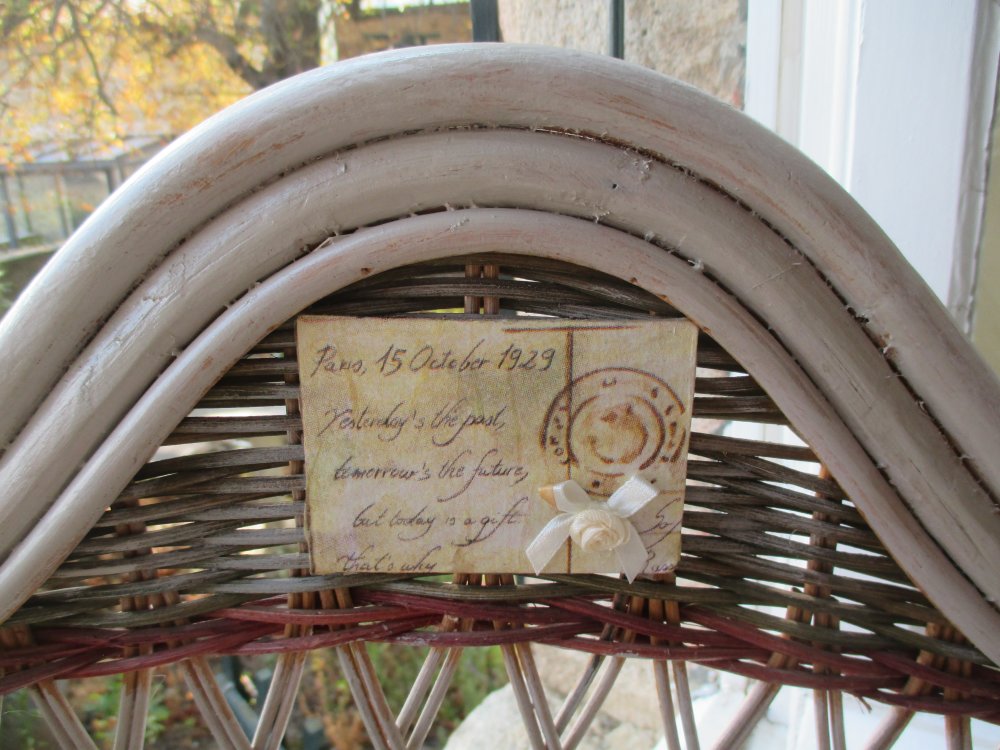 Paris, 15 October 1929
Yesterday's the past,
tomorrow's the future,
but today is a gift
that's why